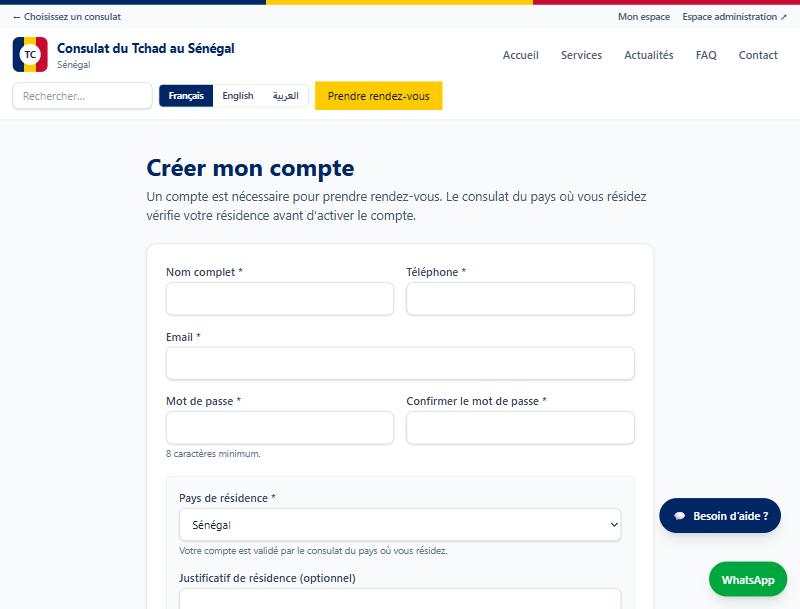 ← Choisissez un consulat
Mon espace
Espace administration ↗
TC
Consulat du Tchad au Sénégal
Sénégal
Accueil
Services
Actualités
FAQ
Contact
Rechercher...
Français
English
العربية
Prendre rendez-vous
Créer mon compte
Un compte est nécessaire pour prendre rendez-vous. Le consulat du pays où vous résidez
vérifie votre résidence avant d'activer le compte.
Nom complet *
Téléphone *
Email *
Mot de passe *
Confirmer le mot de passe *
8 caractères minimum.
Pays de résidence *
Sénégal
Votre compte est validé par le consulat du pays où vous résidez.
Justificatif de résidence (optionnel)
Besoin d'aide ?
WhatsApp